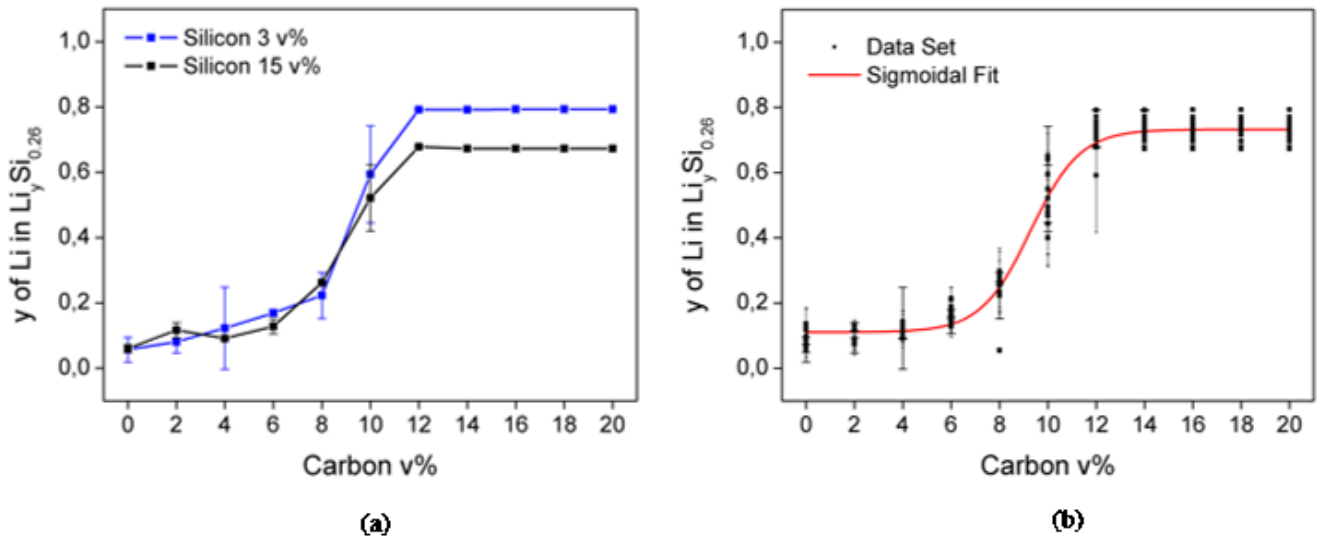 Silicon 3 v%
Silicon 15 v%
1,0
0,8
0,6
0,4
0,2
0,0
y of Li in LiySi0.26
0 2 4 6 8 10 12 14 16 18 20
Carbon v%
(a)
Data Set
Sigmoidal Fit
1,0
0,8
0,6
0,4
0,2
0,0
y of Li in LiySi0.26
0 2 4 6 8 10 12 14 16 18 20
Carbon v%
(b)